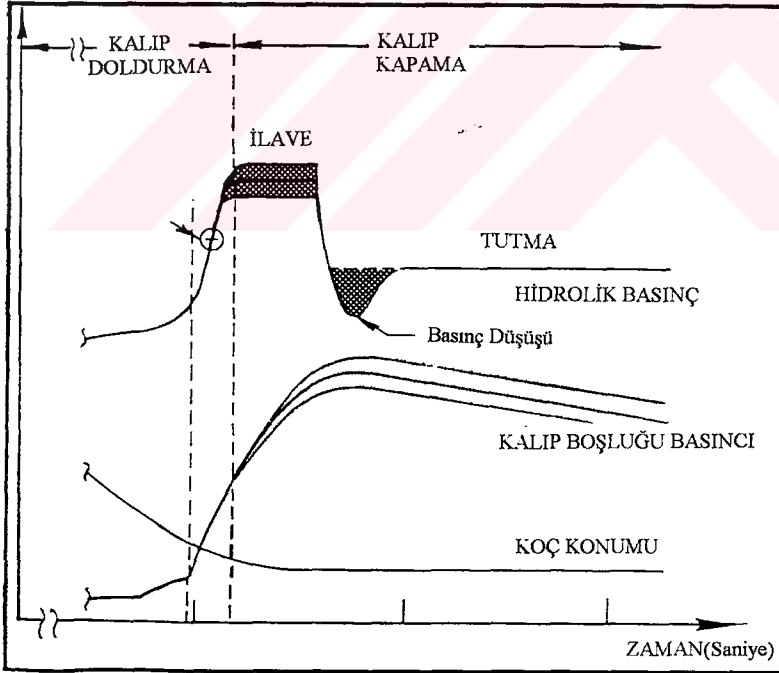 KALIP
DOLDURMA
KALIP
KAPAMA
İLAVE
TUTMA
HİDROLİK BASINÇ
Basınç Düşüşü
KALIP BOŞLUĞU BASINCI
KOÇ KONUMU
ZAMAN(Saniye)